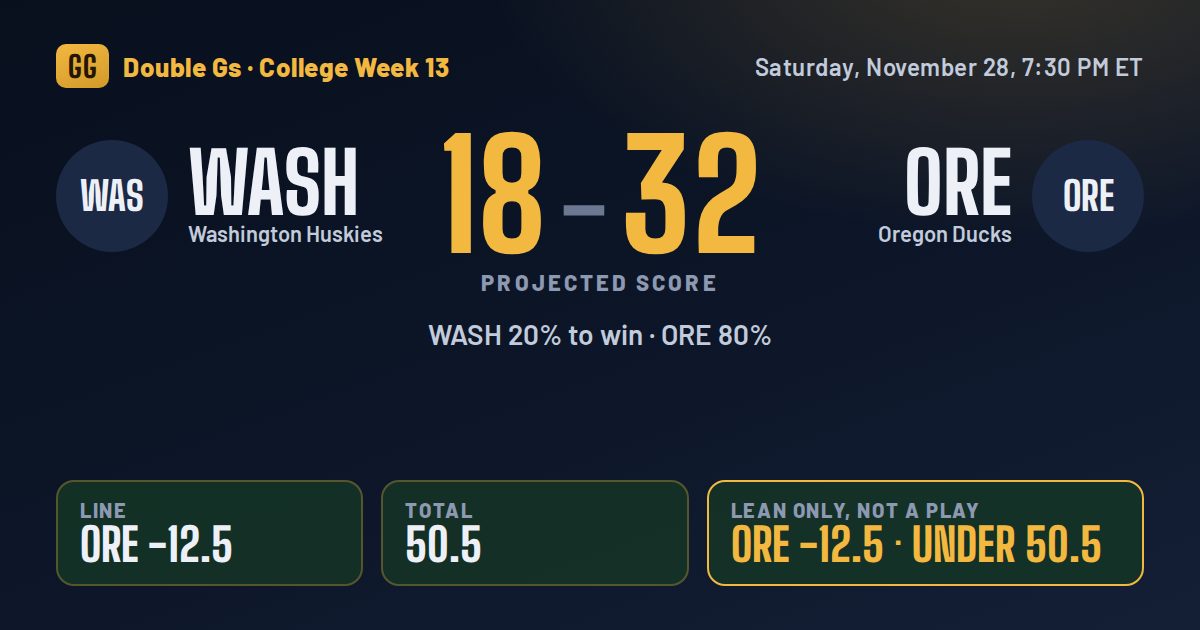 GG
Double Gs · College Week 13
Saturday, November 28, 7:30 PM ET
WAS
WASH
Washington Huskies
18 – 32
PROJECTED SCORE
WASH 20% to win · ORE 80%
ORE
Oregon Ducks
ORE
LINE
ORE −12.5
TOTAL
50.5
LEAN ONLY, NOT A PLAY
ORE −12.5 · UNDER 50.5